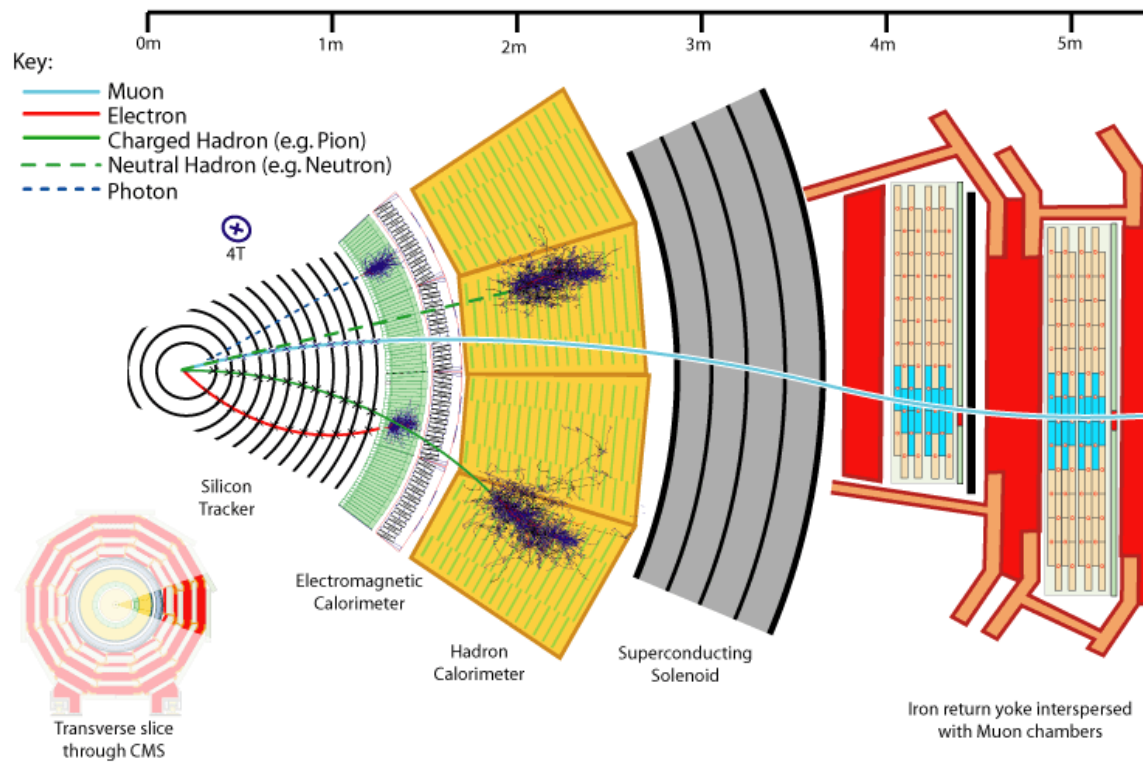 0m
1m
2m
3m
4m
5m
Key:
Muon
Electron
Charged Hadron (e.g. Pion)
Neutral Hadron (e.g. Neutron)
Photon
4T
Silicon
Tracker
Electromagnetic
Calorimeter
Hadron
Calorimeter
Superconducting
Solenoid
Iron return yoke interspersed
with Muon chambers
Transverse slice
through CMS